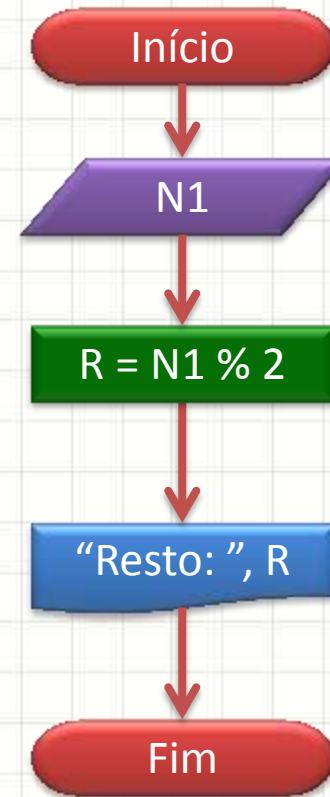 Início
N1
R = N1 % 2
“Resto: ”, R
Fim